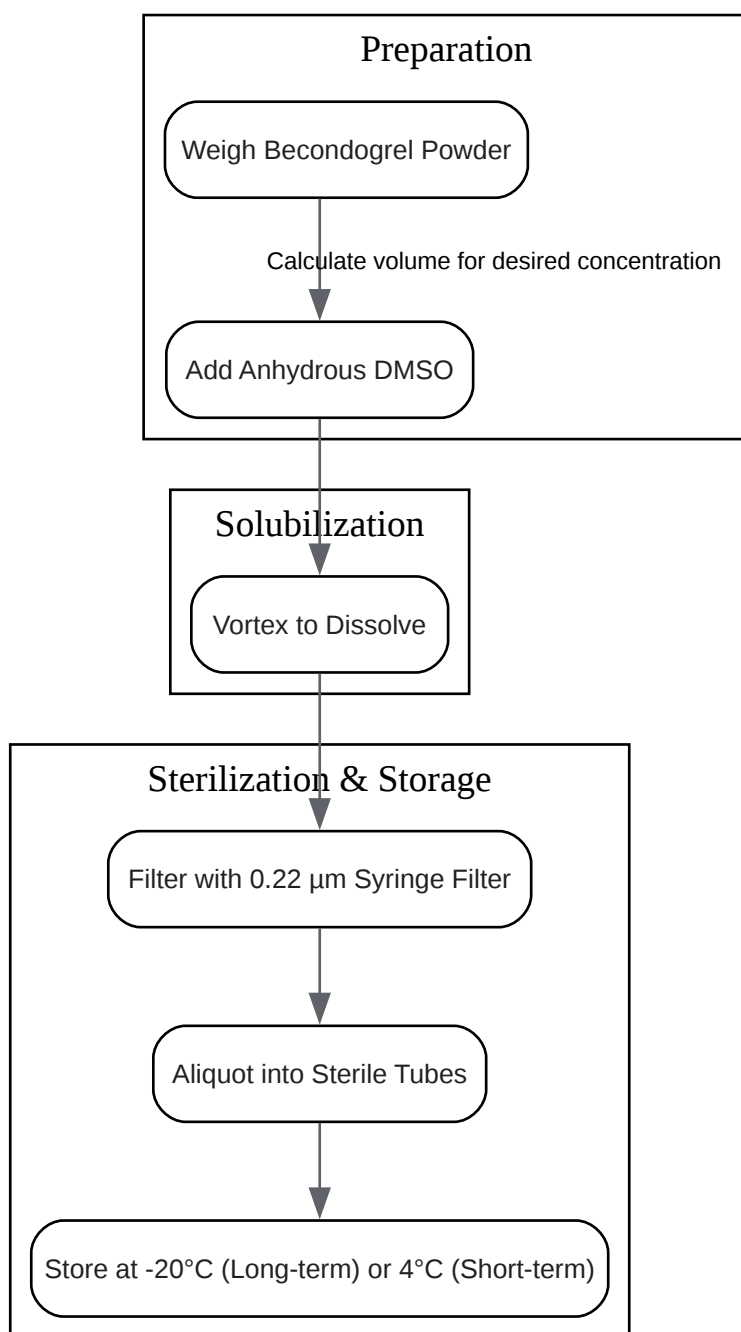 Preparation
Weigh Becondogrel Powder
Calculate volume for desired concentration
Add Anhydrous DMSO
Solubilization
Vortex to Dissolve
Sterilization & Storage
Filter with 0.22 µm Syringe Filter
Aliquot into Sterile Tubes
Store at -20°C (Long-term) or 4°C (Short-term)